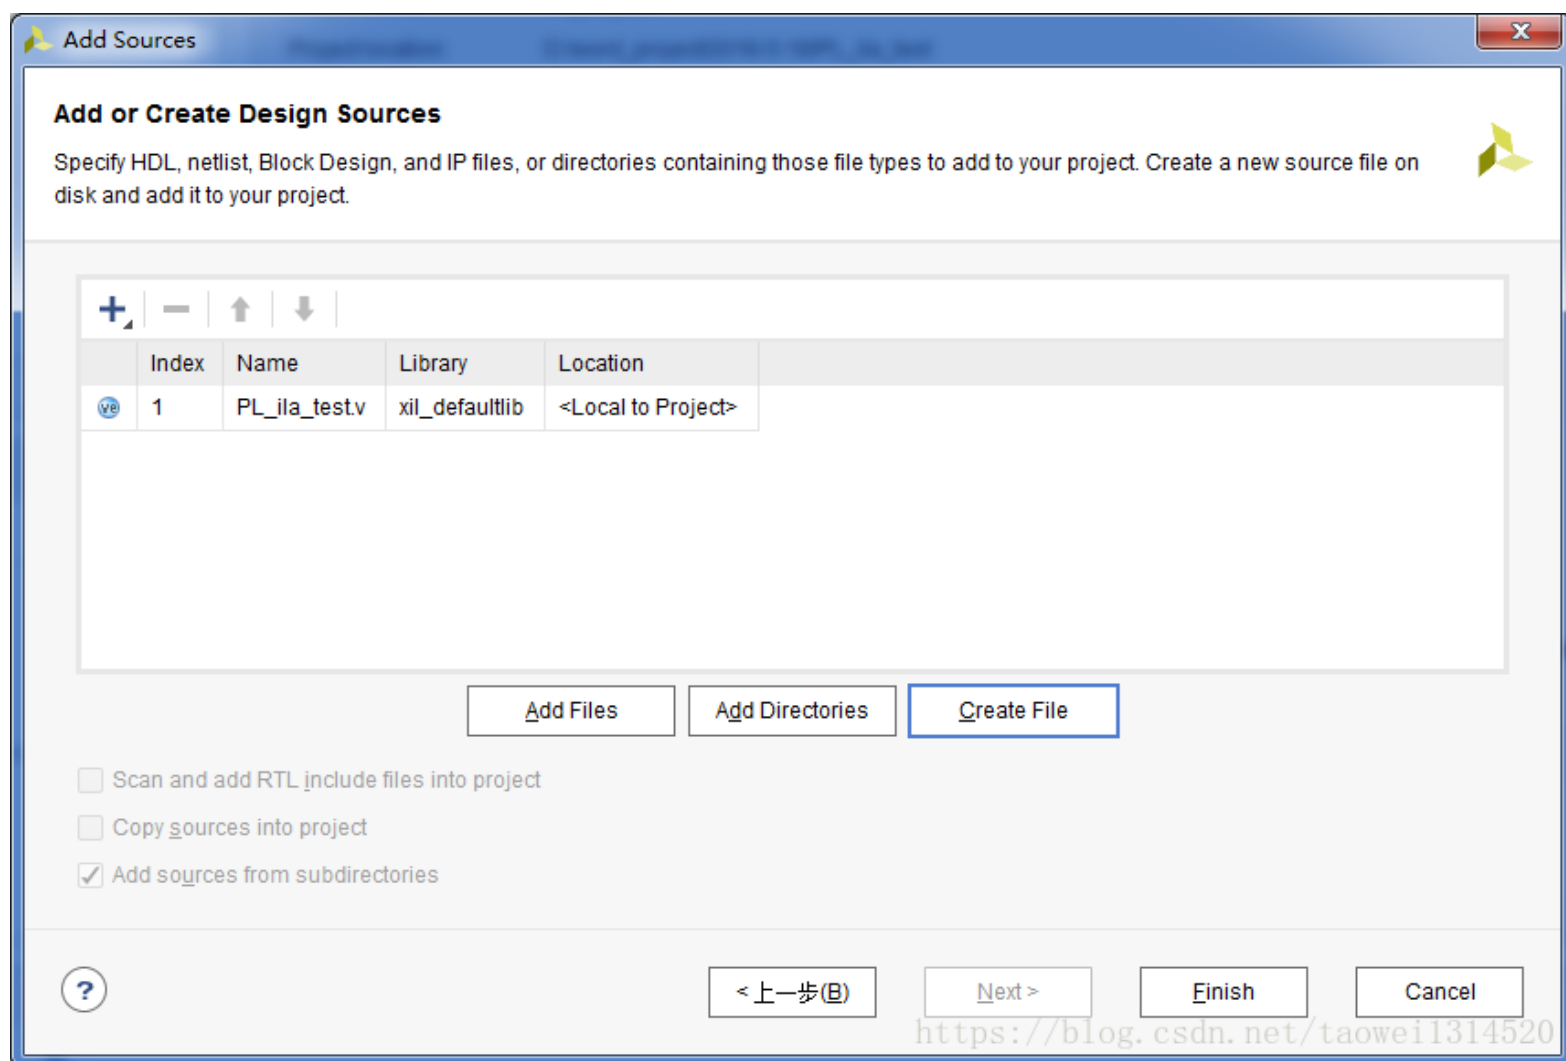 Add Sources
Add or Create Design Sources
Specify HDL, netlist, Block Design, and IP files, or directories containing those file types to add to your project. Create a new source file on
disk and add it to your project.
Index Name Library Location
ve 1 PL_ila_test.v xil_defaultlib <Local to Project>
Add Files Add Directories Create File
Scan and add RTL include files into project
Copy sources into project
Add sources from subdirectories
? <上一步(B) Next > Finish Cancel
https://blog.csdn.net/taowei1314520